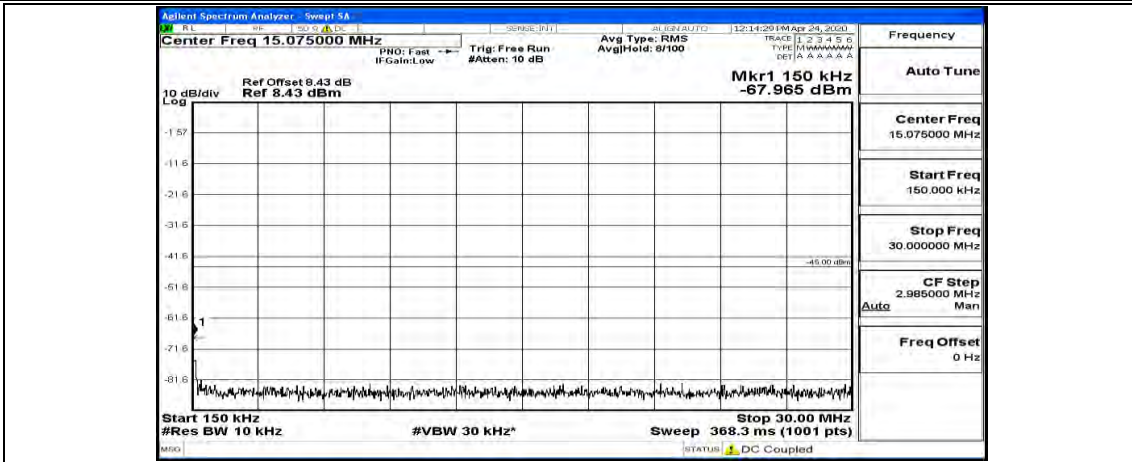 Agilent Spectrum Analyzer - Swept SA
RL RF 50 Ω DC SENSE:INT ALIGN AUTO 12:14:29 PM Apr 24, 2020
Center Freq 15.075000 MHz
PNO: Fast
IFGain:Low
Trig: Free Run
#Atten: 10 dB
Avg Type: RMS
Avg|Hold: 8/100
TRACE 1 2 3 4 5 6
TYPE M WWWWW
DET A A A A A A
Ref Offset 8.43 dB
Ref 8.43 dBm
10 dB/div
Log
Mkr1 150 kHz
-67.965 dBm
-1.57
-11.6
-21.6
-31.6
-41.6
-45.00 dBm
-51.6
-61.6
1
-71.6
-81.6
Start 150 kHz
Stop 30.00 MHz
#Res BW 10 kHz
#VBW 30 kHz*
Sweep 368.3 ms (1001 pts)
MSG
STATUS
DC Coupled
Frequency
Auto Tune
Center Freq
15.075000 MHz
Start Freq
150.000 kHz
Stop Freq
30.000000 MHz
CF Step
2.985000 MHz
Auto Man
Freq Offset
0 Hz